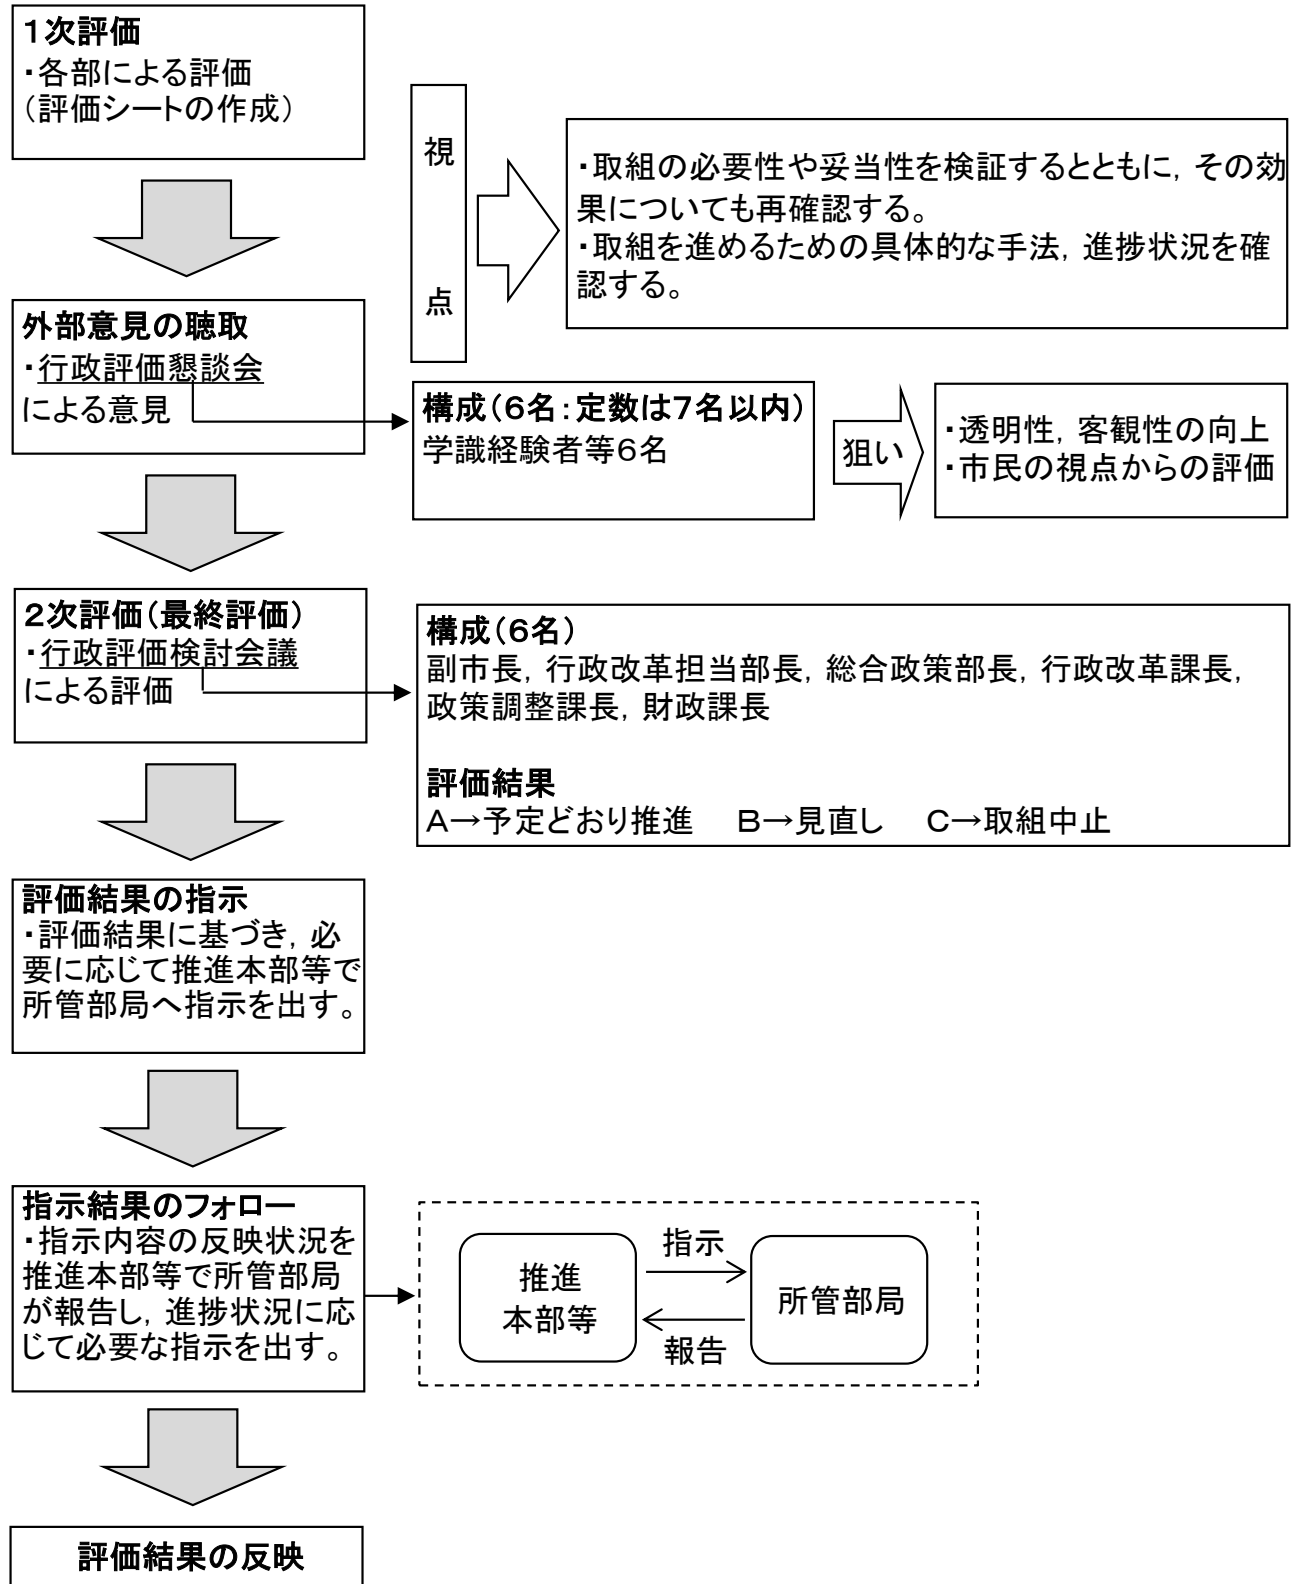 １次評価
・各部による評価
（評価シートの作成）
視
点
・取組の必要性や妥当性を検証するとともに，その効
果についても再確認する。
・取組を進めるための具体的な手法，進捗状況を確
認する。
外部意見の聴取
・行政評価懇談会
による意見
構成（６名：定数は７名以内）
学識経験者等６名
狙い
・透明性，客観性の向上
・市民の視点からの評価
２次評価（最終評価）
・行政評価検討会議
による評価
構成（６名）
副市長，行政改革担当部長，総合政策部長，行政改革課長，
政策調整課長，財政課長
評価結果
Ａ→予定どおり推進　Ｂ→見直し　Ｃ→取組中止
評価結果の指示
・評価結果に基づき，必
要に応じて推進本部等で
所管部局へ指示を出す。
指示結果のフォロー
・指示内容の反映状況を
推進本部等で所管部局
が報告し，進捗状況に応
じて必要な指示を出す。
推進
本部等
指示
報告
所管部局
評価結果の反映